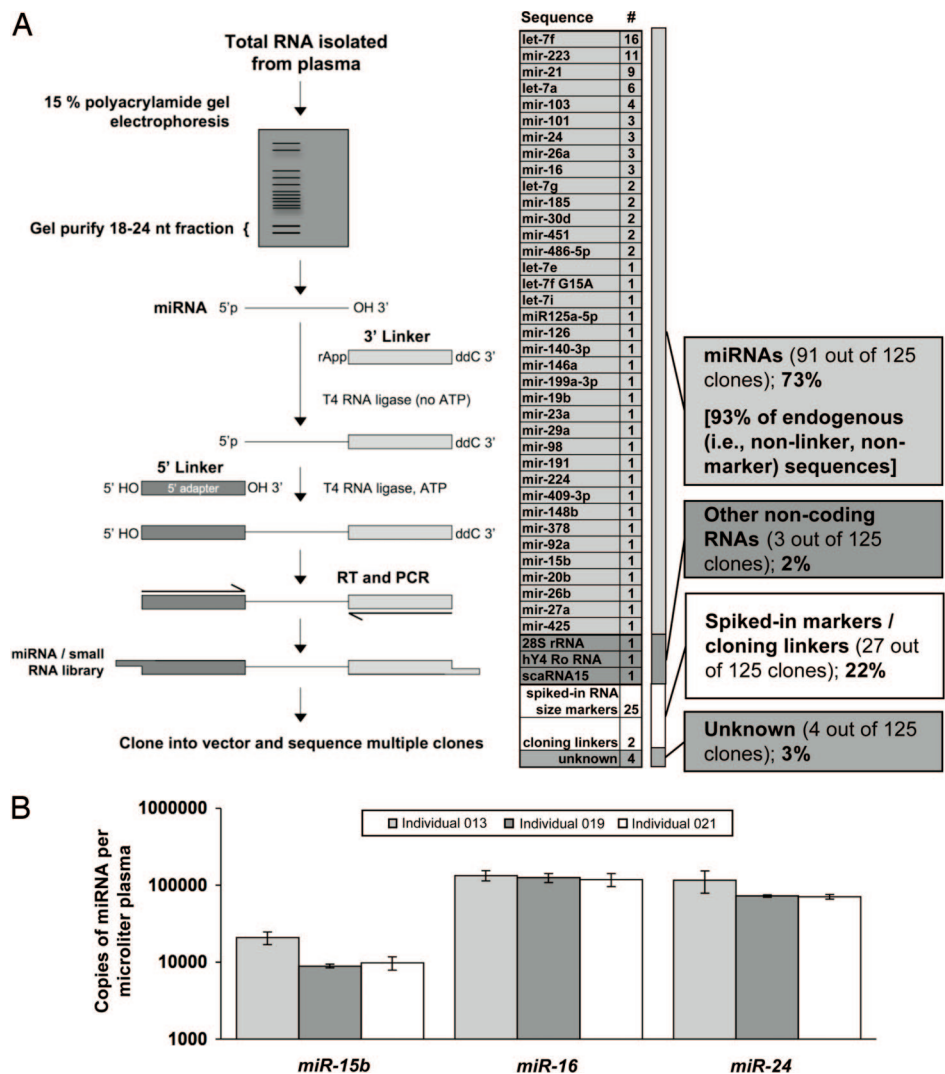 A
Total RNA isolated
from plasma
15 % polyacrylamide gel
electrophoresis
Gel purify 18-24 nt fraction {
miRNA 5'p OH 3'
3' Linker
rApp ddC 3'
T4 RNA ligase (no ATP)
5'p ddC 3'
5' Linker
5' HO 5' adapter OH 3'
T4 RNA ligase, ATP
5' HO ddC 3'
RT and PCR
miRNA / small
RNA library
Clone into vector and sequence multiple clones
Sequence #
let-7f 16
mir-223 11
mir-21 9
let-7a 6
mir-103 4
mir-101 3
mir-24 3
mir-26a 3
mir-16 3
let-7g 2
mir-185 2
mir-30d 2
mir-451 2
mir-486-5p 2
let-7e 1
let-7f G15A 1
let-7i 1
miR125a-5p 1
mir-126 1
mir-140-3p 1
mir-146a 1
mir-199a-3p 1
mir-19b 1
mir-23a 1
mir-29a 1
mir-98 1
mir-191 1
mir-224 1
mir-409-3p 1
mir-148b 1
mir-378 1
mir-92a 1
mir-15b 1
mir-20b 1
mir-26b 1
mir-27a 1
mir-425 1
28S rRNA 1
hY4 Ro RNA 1
scaRNA15 1
spiked-in RNA
size markers 25
cloning linkers 2
unknown 4
miRNAs (91 out of 125
clones); 73%
[93% of endogenous
(i.e., non-linker, non-
marker) sequences]
Other non-coding
RNAs (3 out of 125
clones); 2%
Spiked-in markers /
cloning linkers (27 out
of 125 clones); 22%
Unknown (4 out of 125
clones); 3%
B
Copies of miRNA per
microliter plasma
1000000
100000
10000
1000
Individual 013 Individual 019 Individual 021
miR-15b miR-16 miR-24